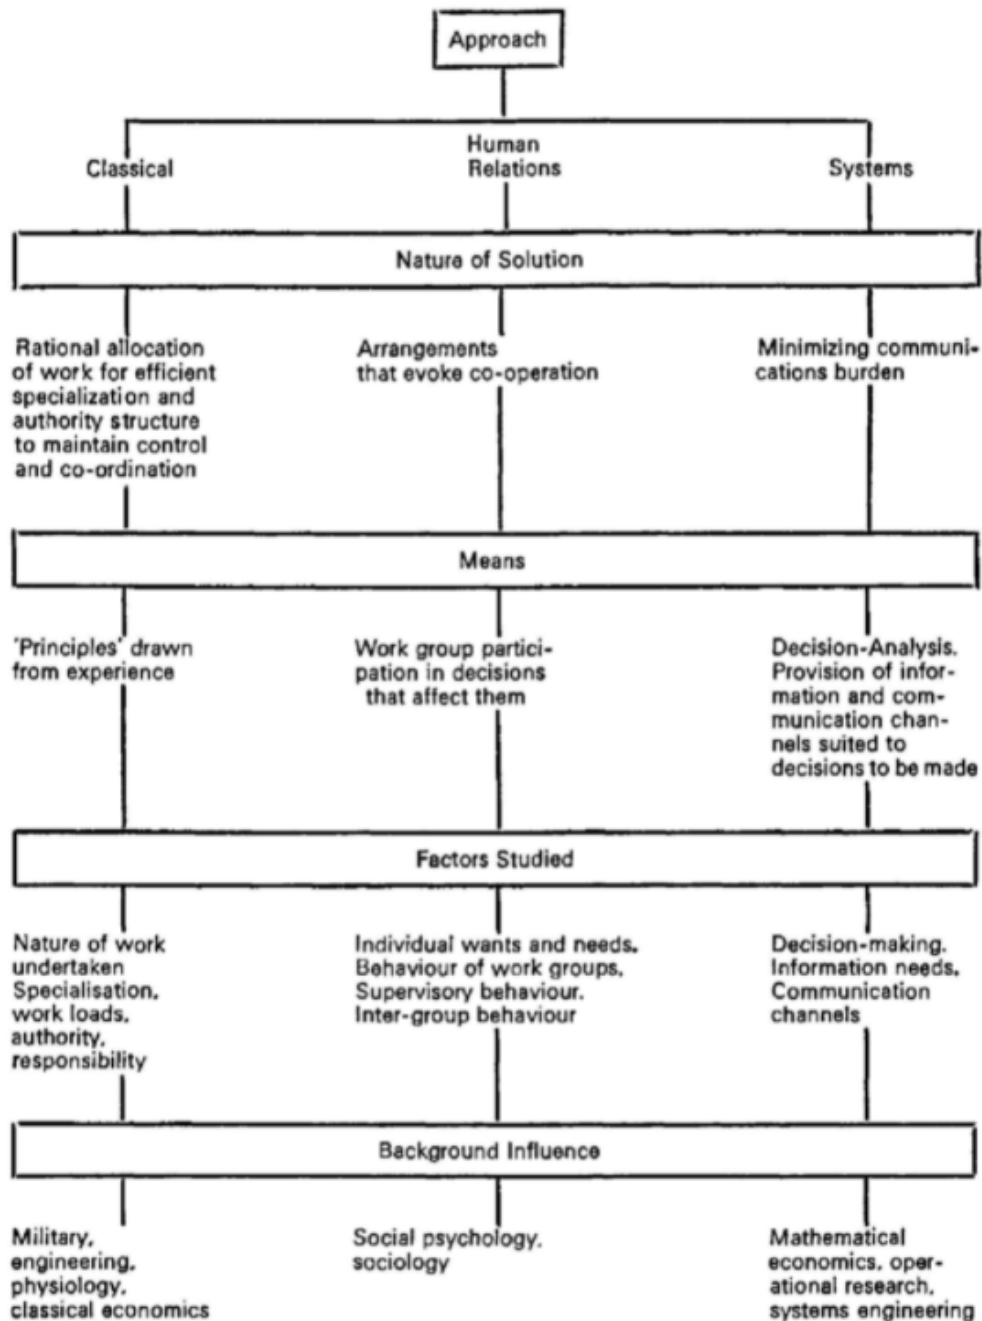 Approach
Classical
Human
Relations
Systems
Nature of Solution
Rational allocation
of work for efficient
specialization and
authority structure
to maintain control
and co-ordination
Arrangements
that evoke co-operation
Minimizing communi-
cations burden
Means
'Principles' drawn
from experience
Work group partici-
pation in decisions
that affect them
Decision-Analysis.
Provision of infor-
mation and com-
munication chan-
nels suited to
decisions to be made
Factors Studied
Nature of work
undertaken
Specialisation,
work loads,
authority,
responsibility
Individual wants and needs.
Behaviour of work groups.
Supervisory behaviour.
Inter-group behaviour
Decision-making.
Information needs.
Communication
channels
Background Influence
Military,
engineering,
physiology,
classical economics
Social psychology,
sociology
Mathematical
economics, oper-
ational research,
systems engineering